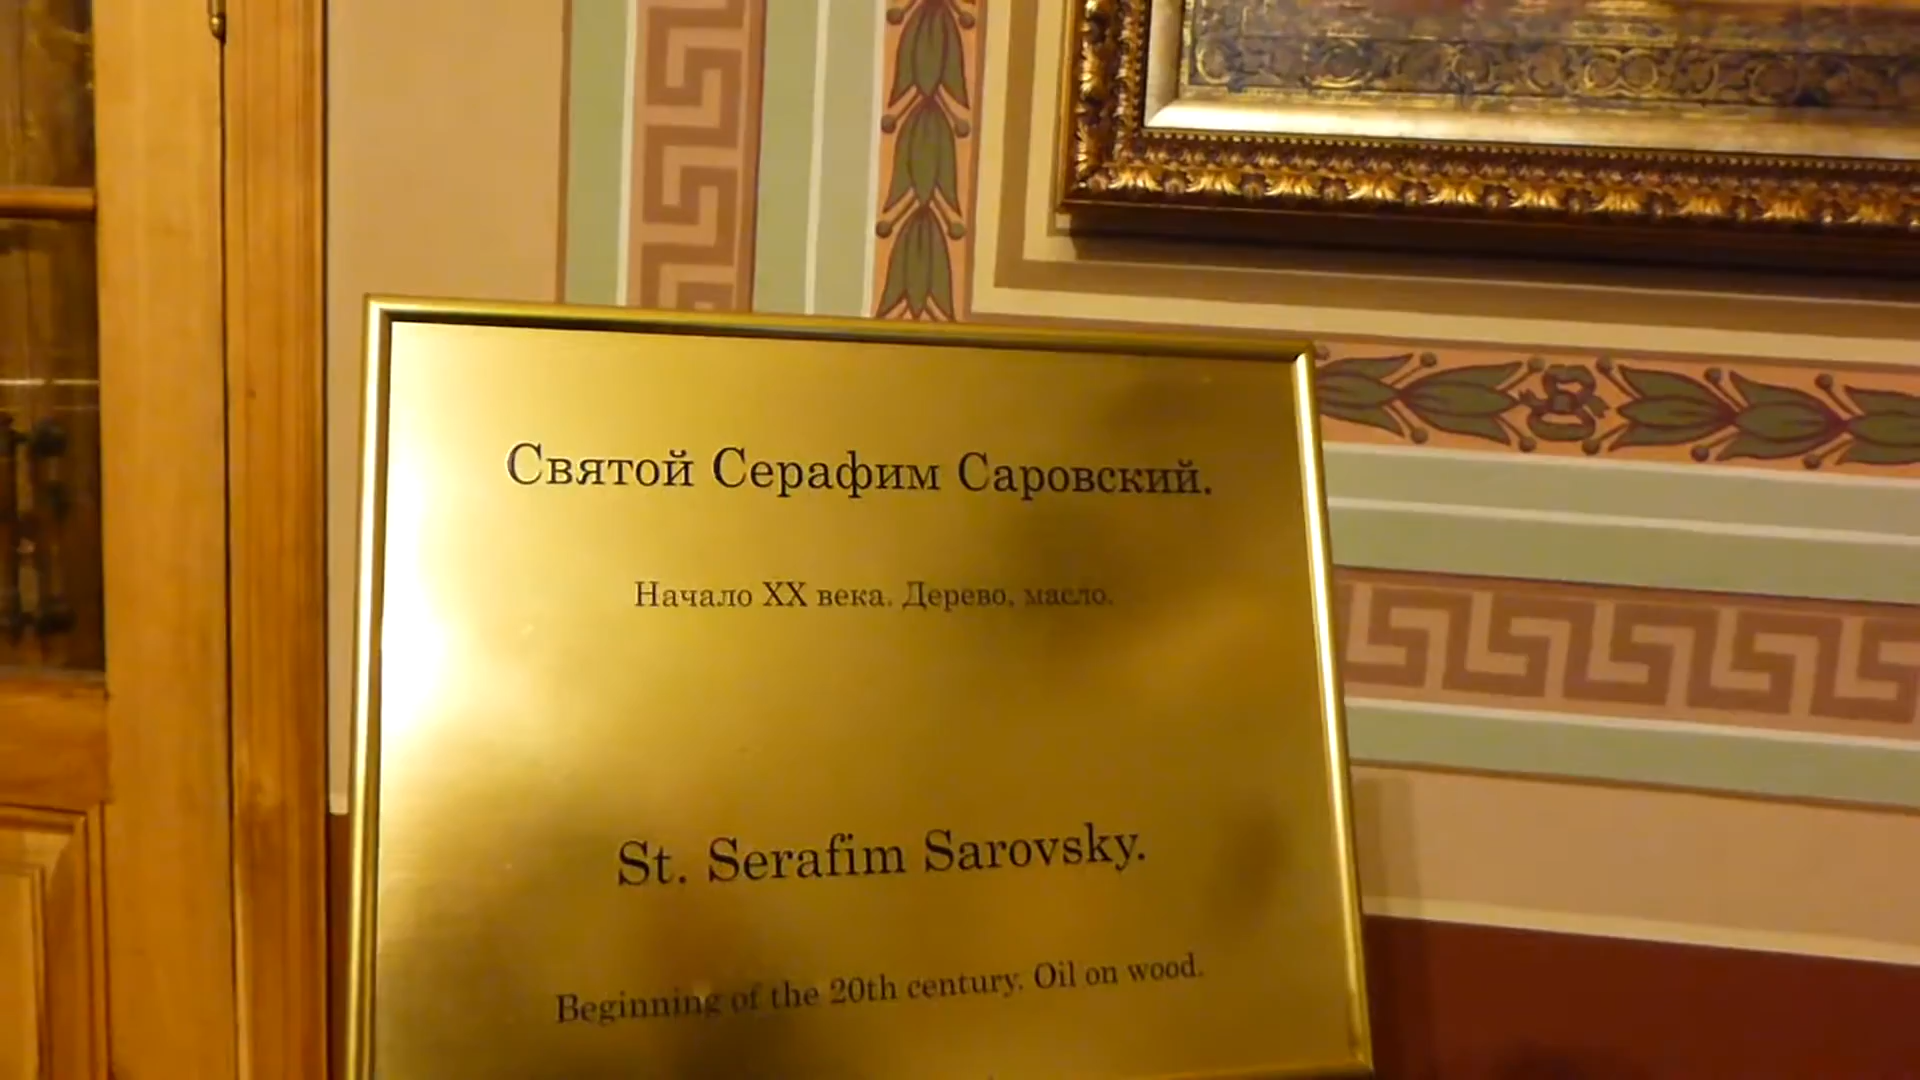 Святой Серафим Саровский.
Начало XX века. Дерево, масло.
St. Serafim Sarovsky.
Beginning of the 20th century. Oil on wood.